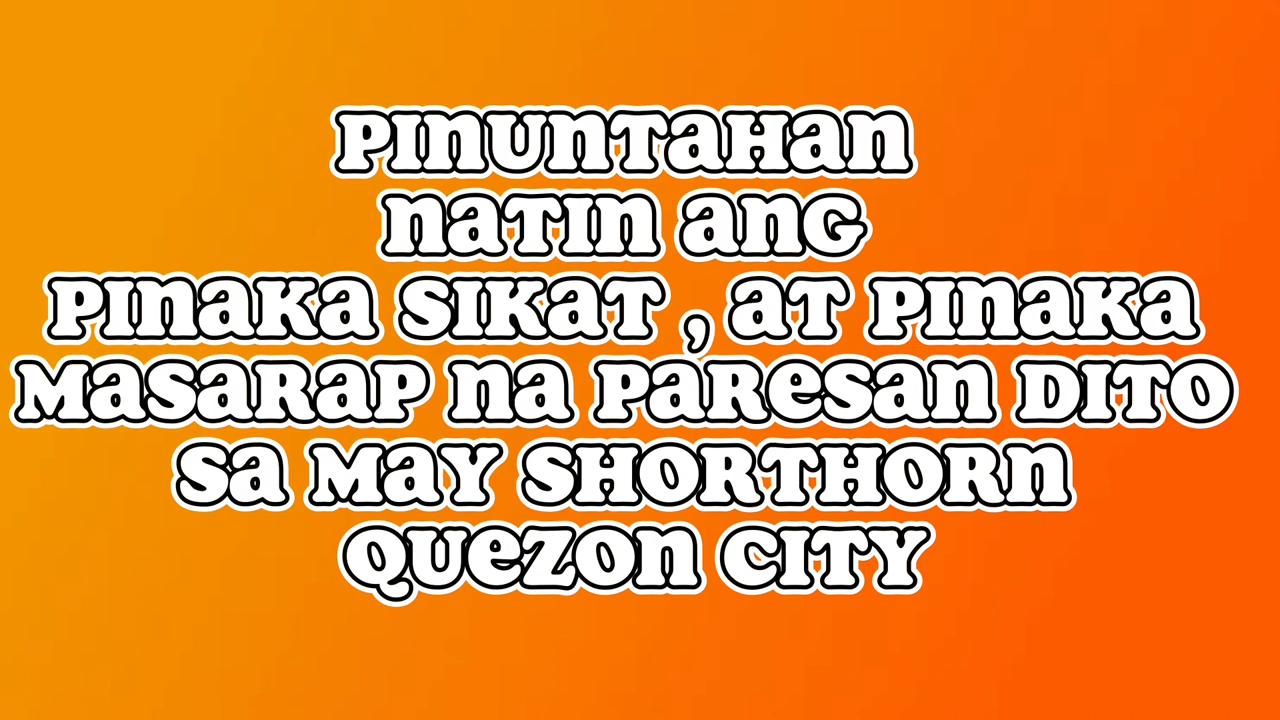 PINUNTAHAN
NATIN ANG
PINAKA SIKAT , AT PINAKA
MASARAP NA PARESAN DITO
SA MAY SHORTHORN
QUEZON CITY